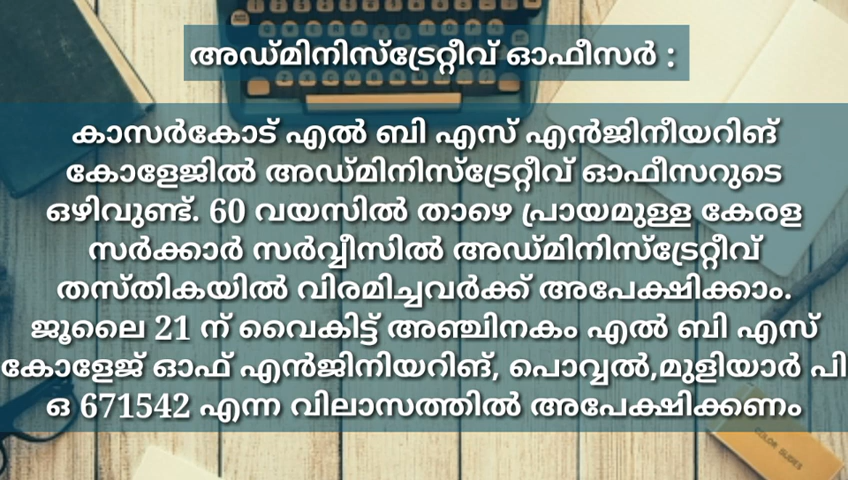 അഡ്മിനിസ്ട്രേറ്റീവ് ഓഫീസർ :
കാസർകോട് എൽ ബി എസ് എൻജിനീയറിങ്
കോളേജിൽ അഡ്മിനിസ്ട്രേറ്റീവ് ഓഫീസറുടെ
ഒഴിവുണ്ട്. 60 വയസിൽ താഴെ പ്രായമുള്ള കേരള
സർക്കാർ സർവ്വീസിൽ അഡ്മിനിസ്ട്രേറ്റീവ്
തസ്തികയിൽ വിരമിച്ചവർക്ക് അപേക്ഷിക്കാം.
ജൂലൈ 21 ന് വൈകിട്ട് അഞ്ചിനകം എൽ ബി എസ്
കോളേജ് ഓഫ് എൻജിനിയറിങ്, പൊവ്വൽ,മുളിയാർ പി
ഒ 671542 എന്ന വിലാസത്തിൽ അപേക്ഷിക്കണം
COLOR SLIDES